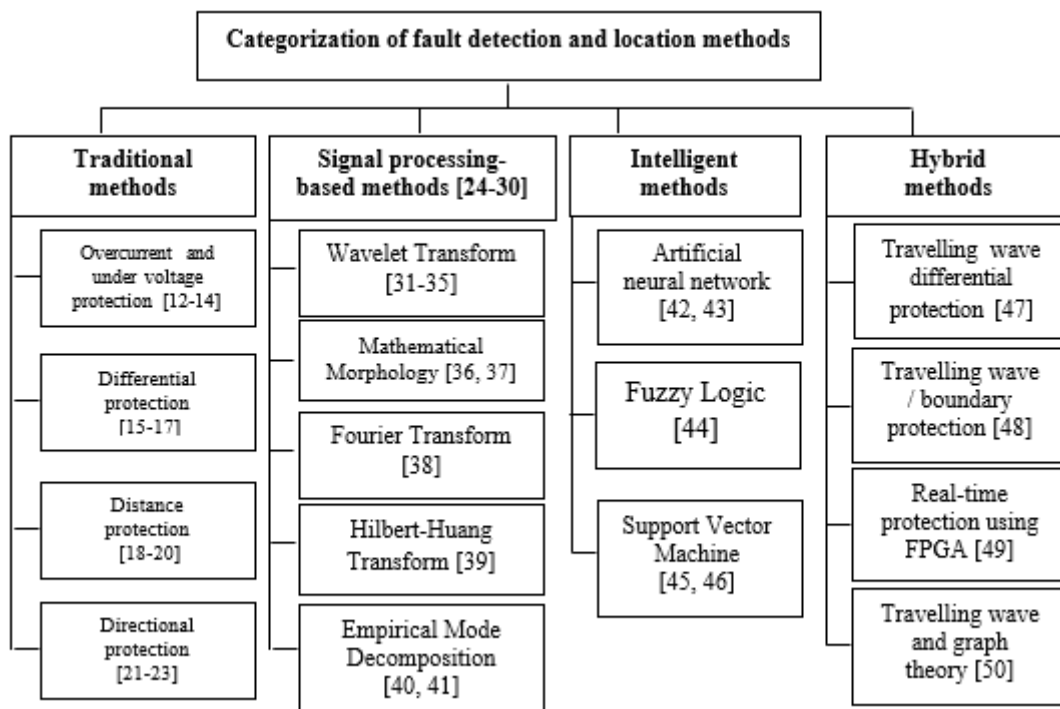 Categorization of fault detection and location methods
Traditional
methods
Overcurrent and
under voltage
protection [12-14]
Differential
protection
[15-17]
Distance
protection
[18-20]
Directional
protection
[21-23]
Signal processing-
based methods [24-30]
Wavelet Transform
[31-35]
Mathematical
Morphology [36, 37]
Fourier Transform
[38]
Hilbert-Huang
Transform [39]
Empirical Mode
Decomposition
[40, 41]
Intelligent
methods
Artificial
neural network
[42, 43]
Fuzzy Logic
[44]
Support Vector
Machine
[45, 46]
Hybrid
methods
Travelling wave
differential
protection [47]
Travelling wave
/ boundary
protection [48]
Real-time
protection using
FPGA [49]
Travelling wave
and graph
theory [50]